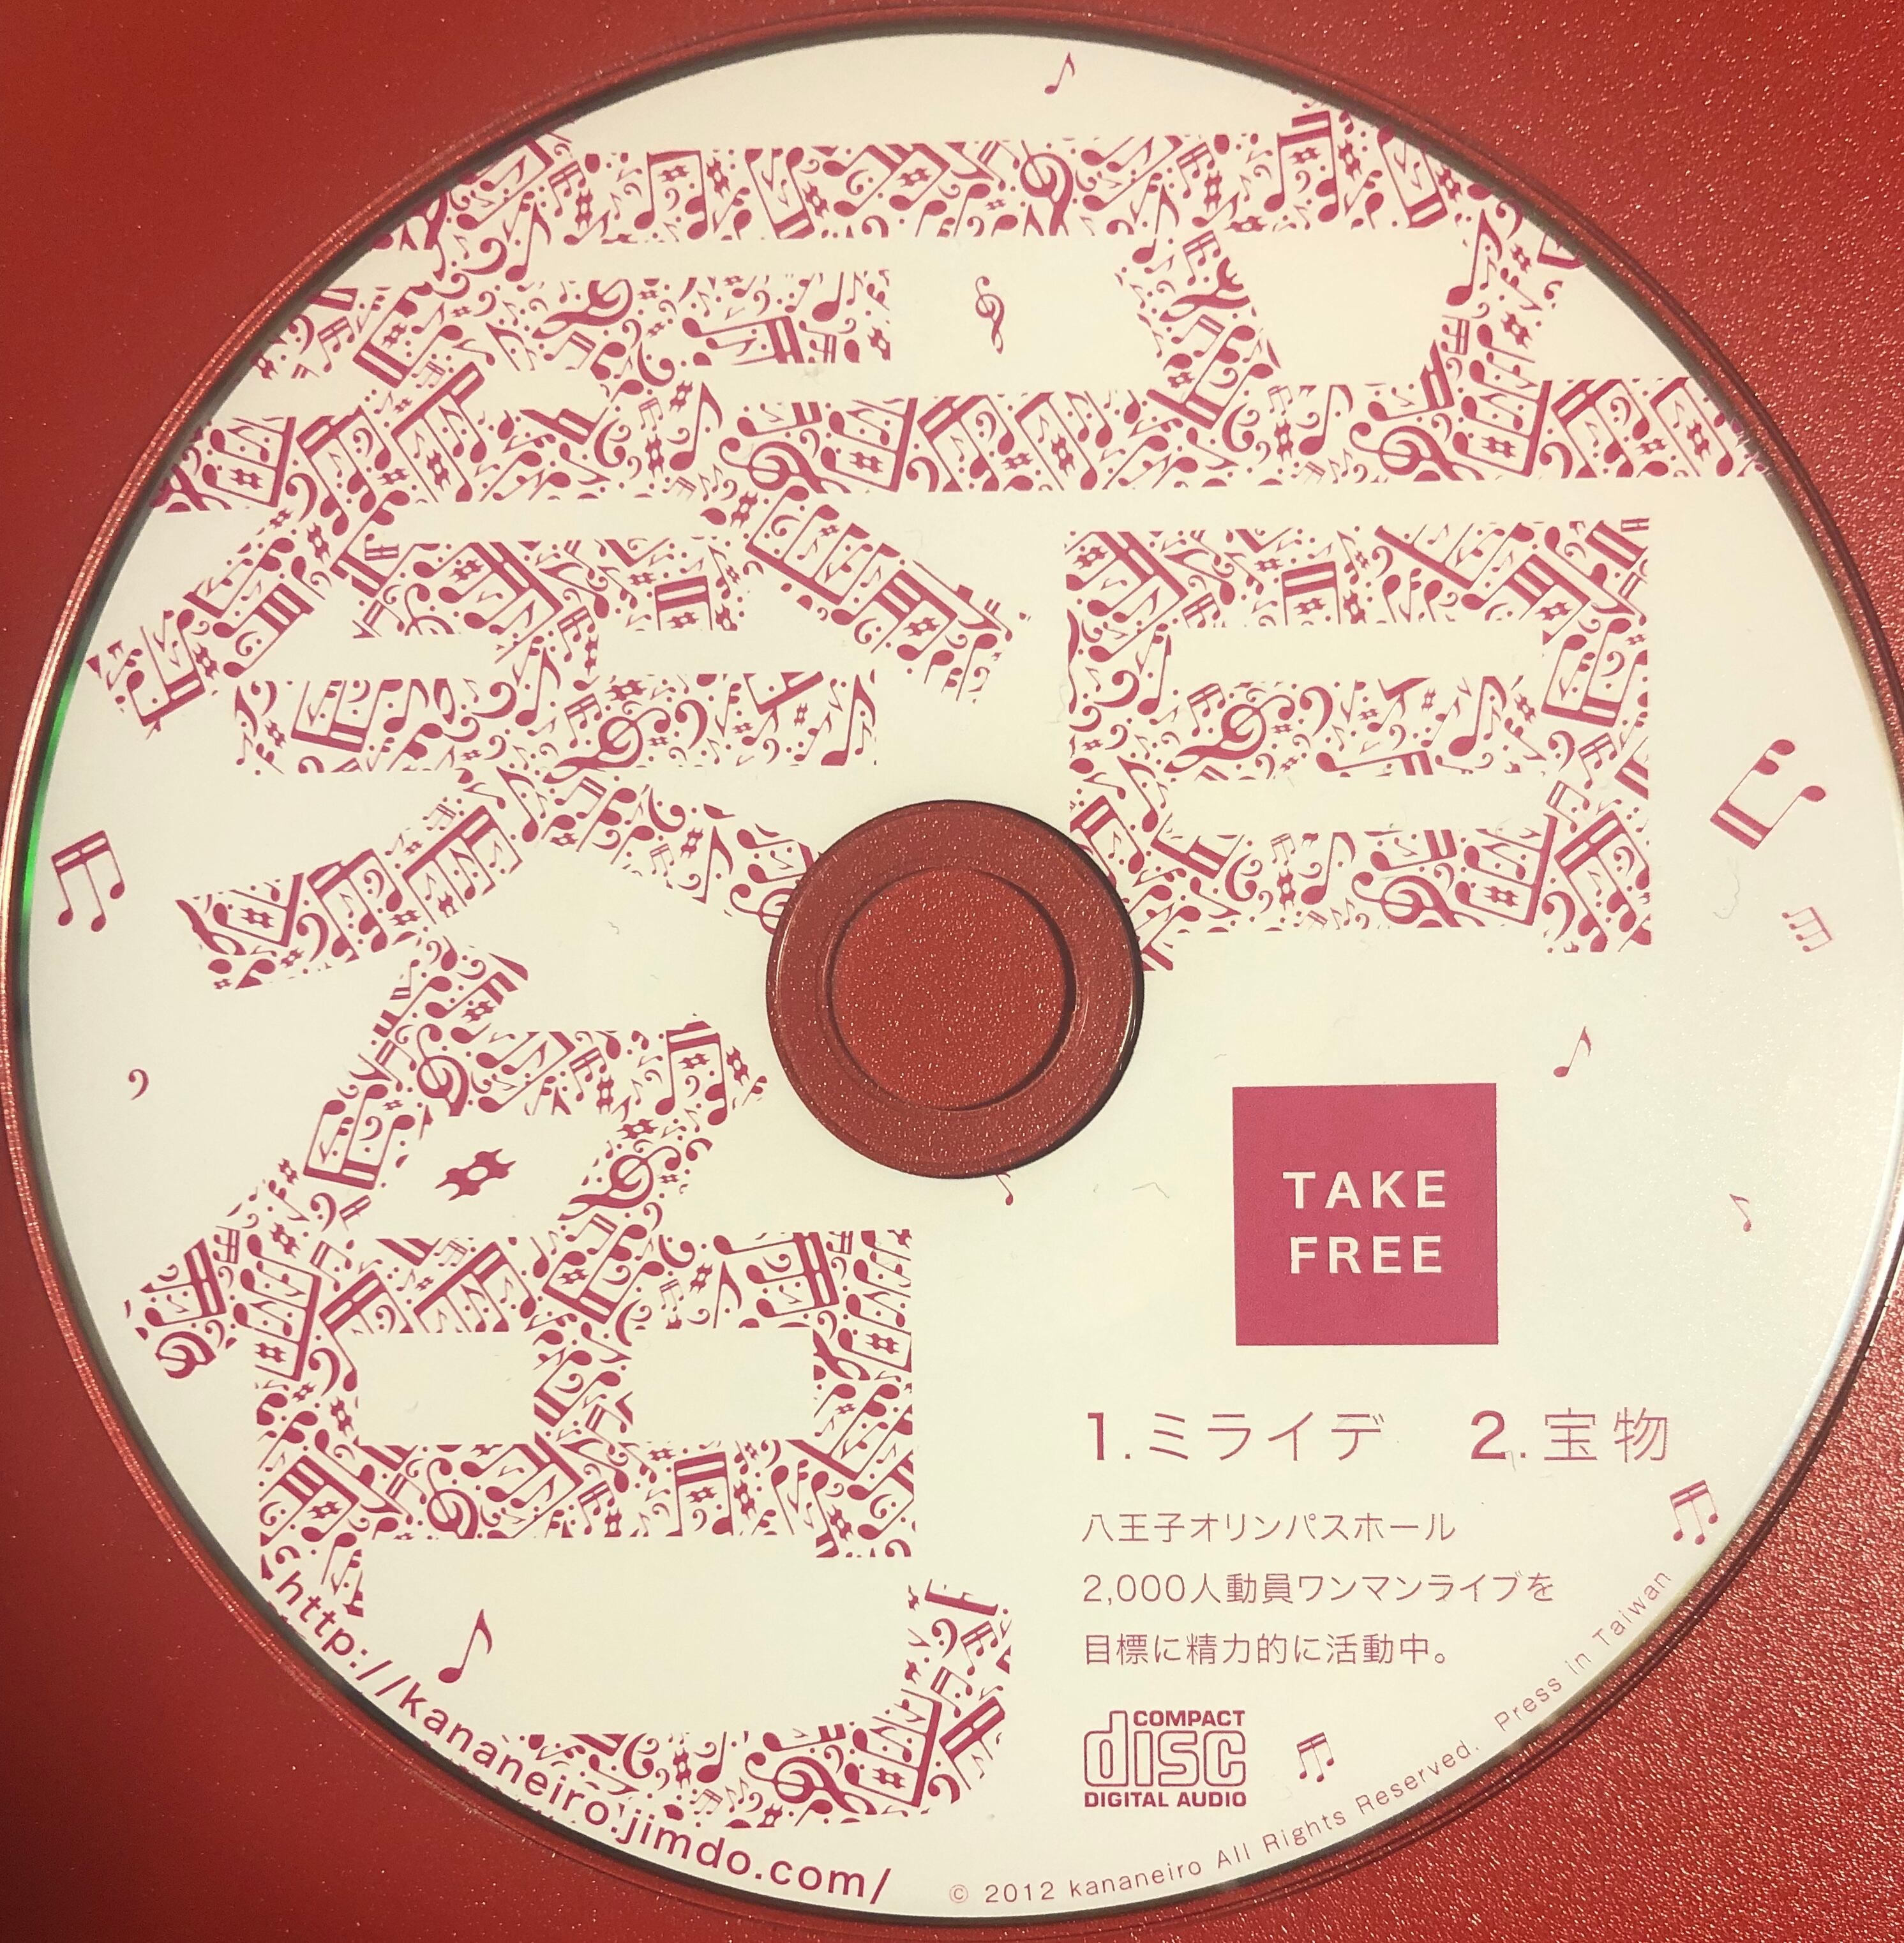 奏音
色
TAKE
FREE
1.ミライデ 2.宝物
八王子オリンパスホール
2,000人動員ワンマンライブを
目標に精力的に活動中。
COMPACT
disc
DIGITAL AUDIO
http://kananeiro.jimdo.com/
© 2012 kananeiro All Rights Reserved. Press in Taiwan